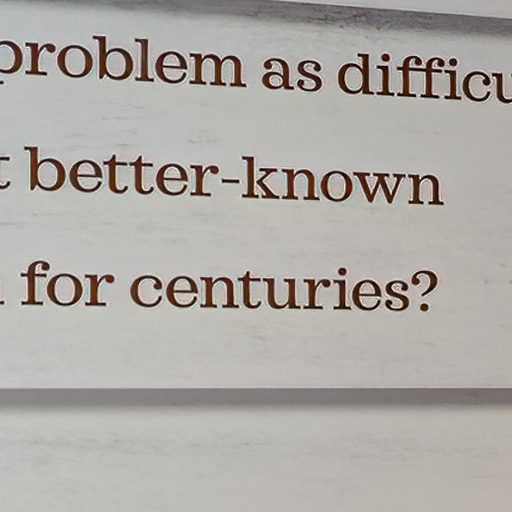 problem as difficu
t better-known
for centuries?